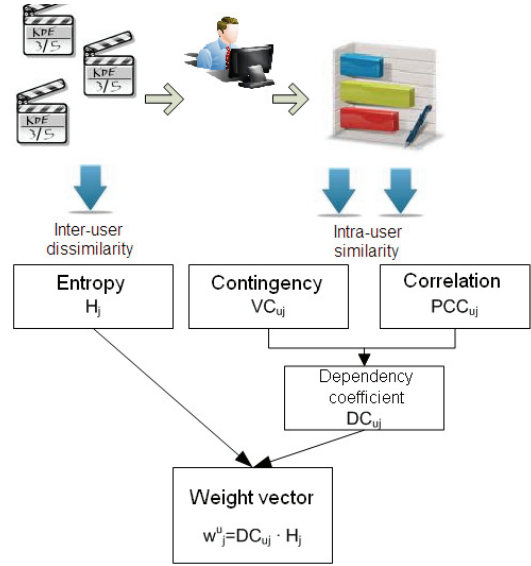 KDE
3/5
KDE
3/5
KDE
3/5
Inter-user
dissimilarity
Intra-user
similarity
Entropy
Hj
Contingency
VCuj
Correlation
PCCuj
Dependency
coefficient
DCuj
Weight vector
wuj=DCuj · Hj